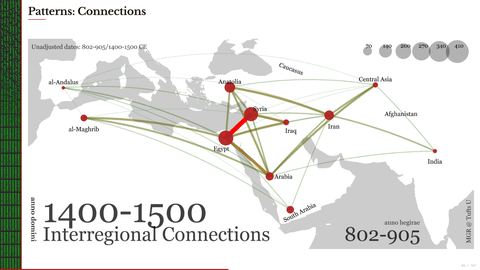 Patterns: Connections
Unadjusted dates: 802-905/1400-1500 CE
20 140 200 270 340 410
Caucasus
al-Andalus
Anatolia
Central Asia
Syria
Afghanistan
al-Maghrib
Iraq
Iran
Egypt
India
Arabia
South Arabia
anno domini
1400-1500
Interregional Connections
anno hegirae
802-905
MGR @ Tufts U